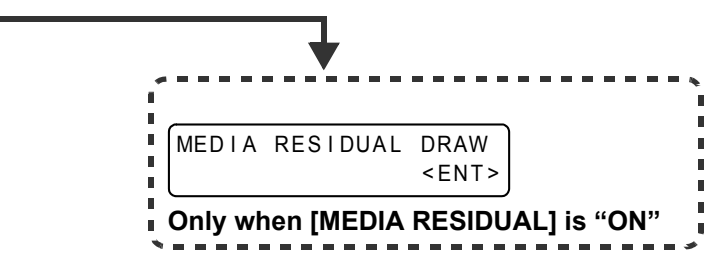 MEDIA RESIDUAL DRAW
<ENT>
Only when [MEDIA RESIDUAL] is “ON”